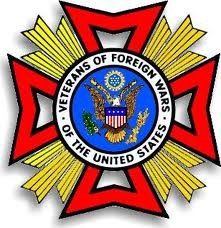 VETERANS OF FOREIGN WARS
OF THE UNITED STATES